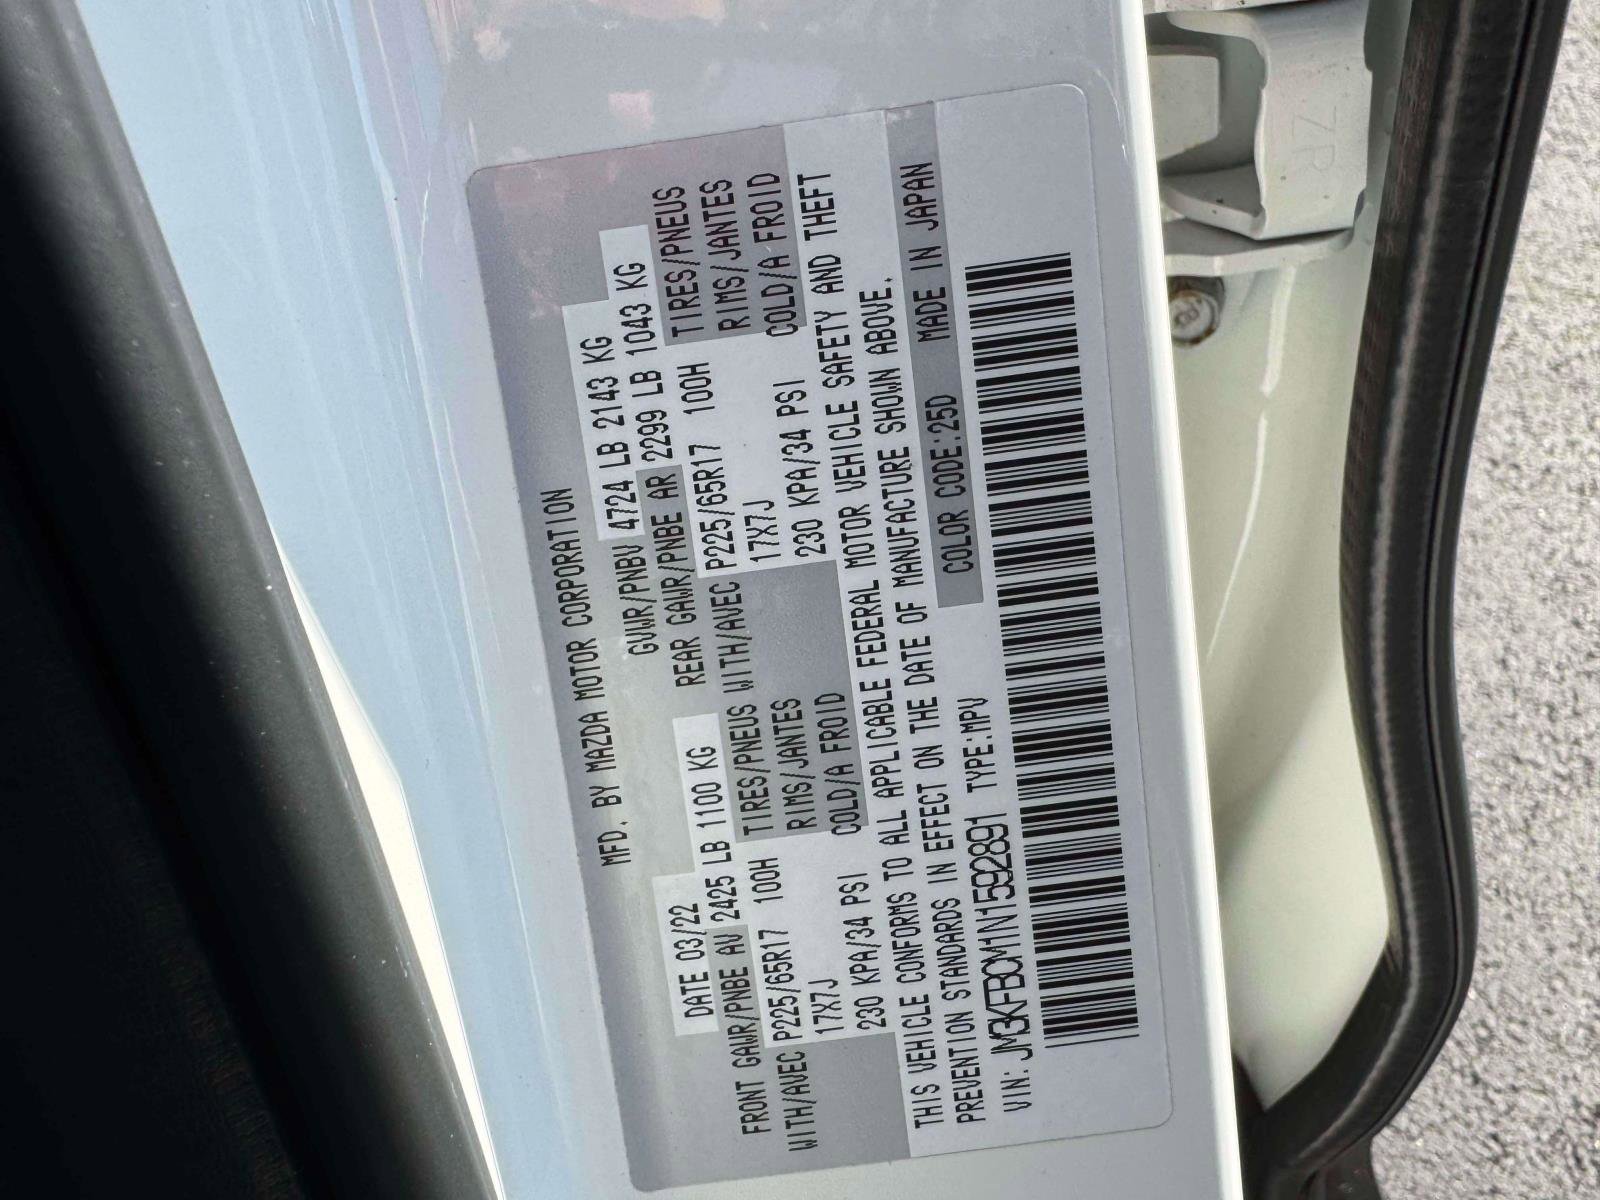 MFD. BY MAZDA MOTOR CORPORATION
DATE 03/22 GVWR/PNBV 4724 LB 2143 KG
FRONT GAWR/PNBE AV 2425 LB 1100 KG REAR GAWR/PNBE AR 2299 LB 1043 KG
WITH/AVEC P225/65R17 100H TIRES/PNEUS WITH/AVEC P225/65R17 100H TIRES/PNEUS
17X7J RIMS/JANTES 17X7J RIMS/JANTES
230 KPA/34 PSI COLD/A FROID 230 KPA/34 PSI COLD/A FROID
THIS VEHICLE CONFORMS TO ALL APPLICABLE FEDERAL MOTOR VEHICLE SAFETY AND THEFT
PREVENTION STANDARDS IN EFFECT ON THE DATE OF MANUFACTURE SHOWN ABOVE.
VIN: JM3KFBCM1N1592891 TYPE:MPV COLOR CODE:25D MADE IN JAPAN
ZR
8